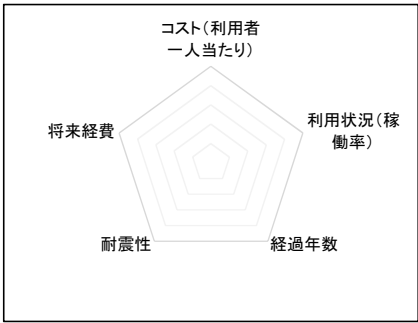 コスト（利用者
一人当たり）
利用状況（稼
働率）
将来経費
耐震性
経過年数